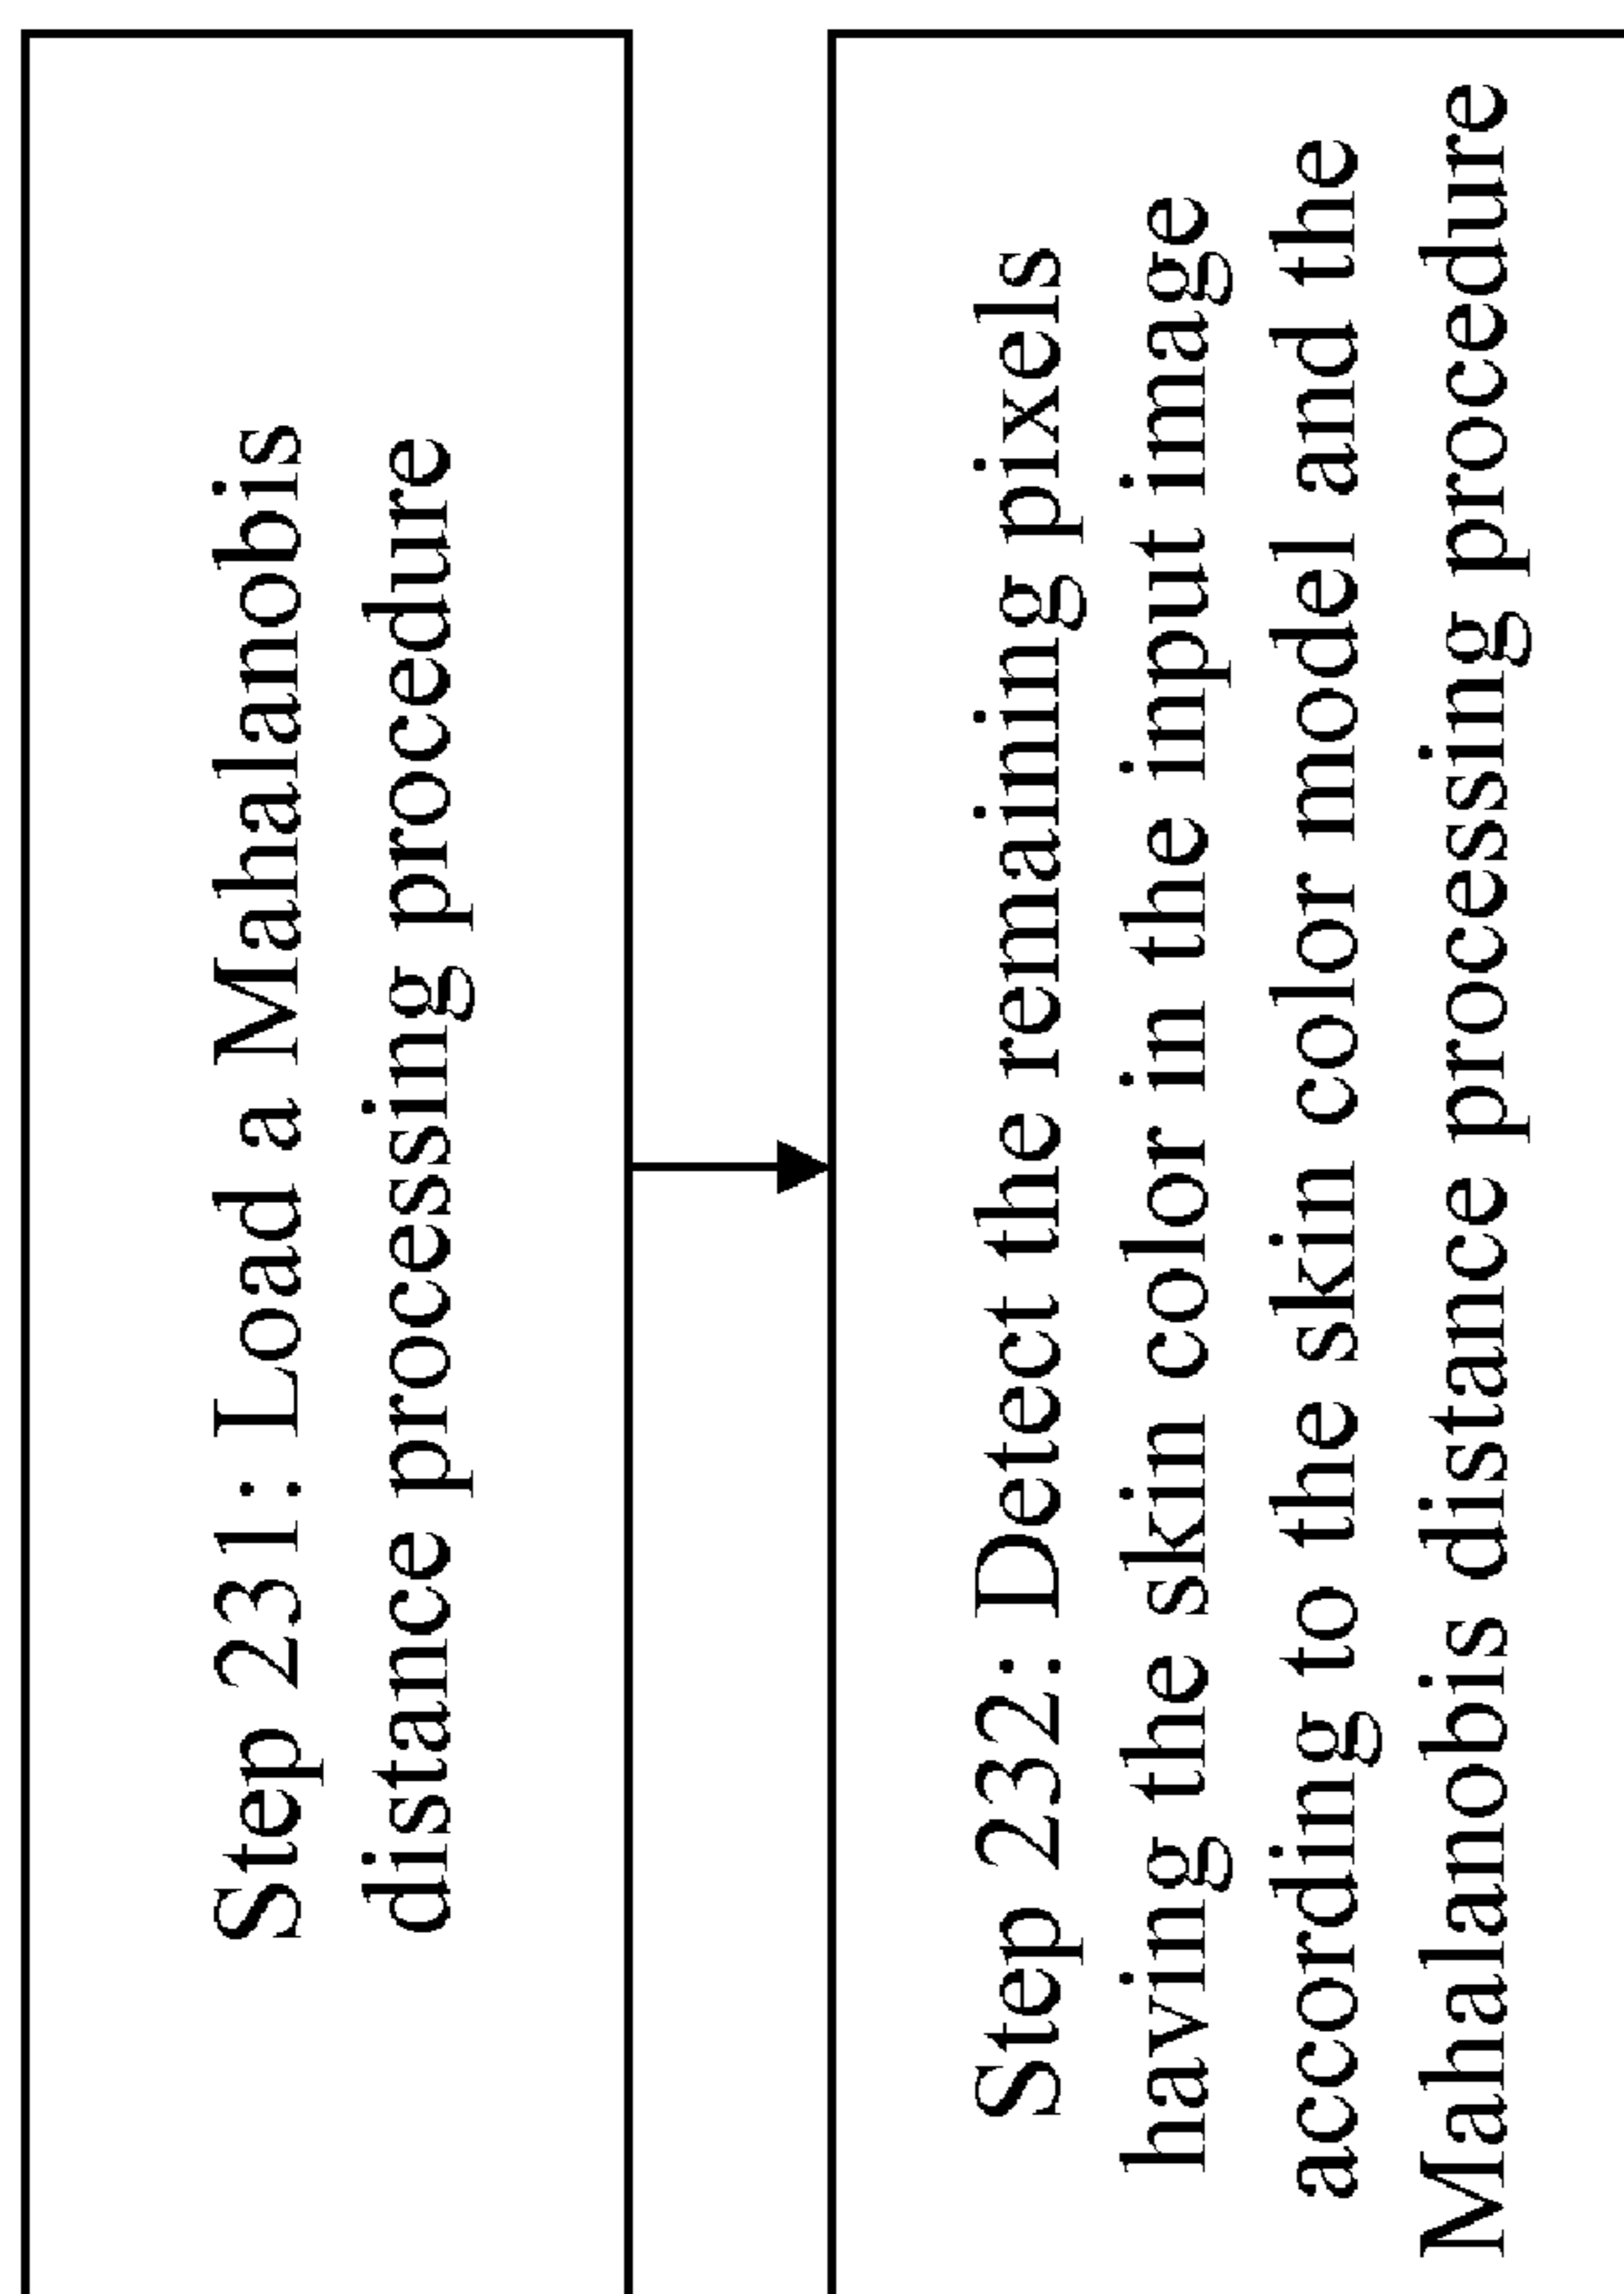 Step 231: Load a Mahalanobis
distance processing procedure
Step 232: Detect the remaining pixels
having the skin color in the input image
according to the skin color model and the
Mahalanobis distance processing procedure